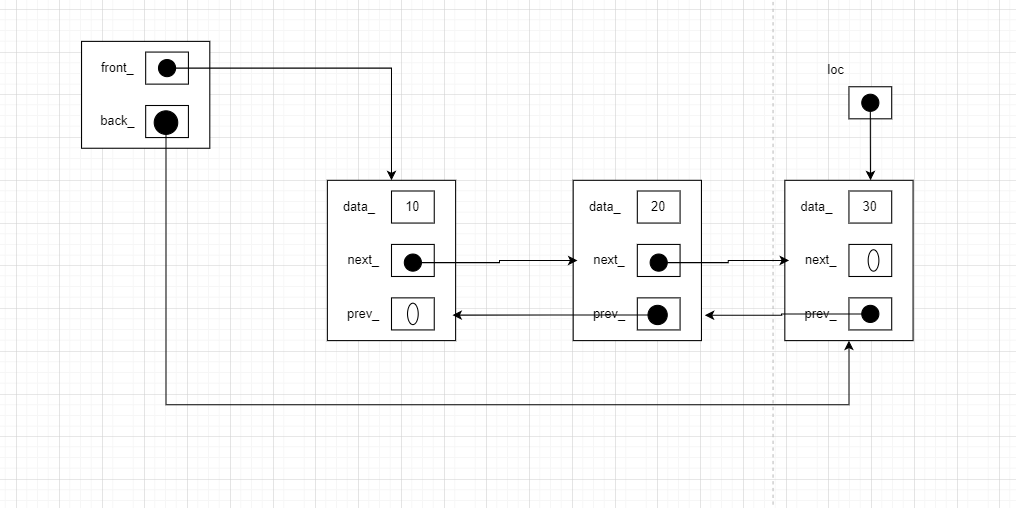 front_
back_
loc
data_ 10
next_
prev_ 0
data_ 20
next_
prev_
data_ 30
next_ 0
prev_